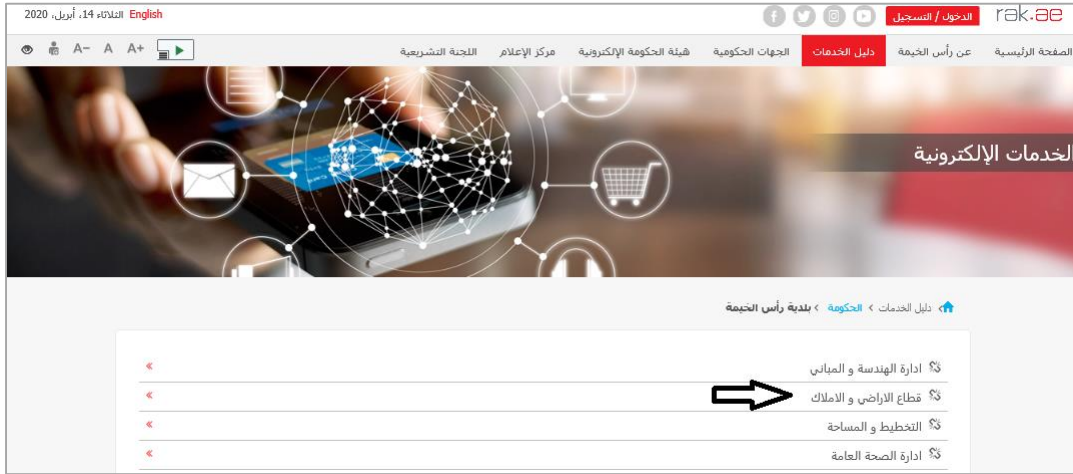 rak.ae
الدخول / التسجيل
English الثلاثاء 14، أبريل، 2020
الصفحة الرئيسية
عن رأس الخيمة
دليل الخدمات
الجهات الحكومية
هيئة الحكومة الإلكترونية
مركز الإعلام
اللجنة التشريعية
A+ A A-
الخدمات الإلكترونية
دليل الخدمات › الحكومة › بلدية رأس الخيمة
ادارة الهندسة و المباني
قطاع الاراضي و الاملاك
التخطيط و المساحة
ادارة الصحة العامة